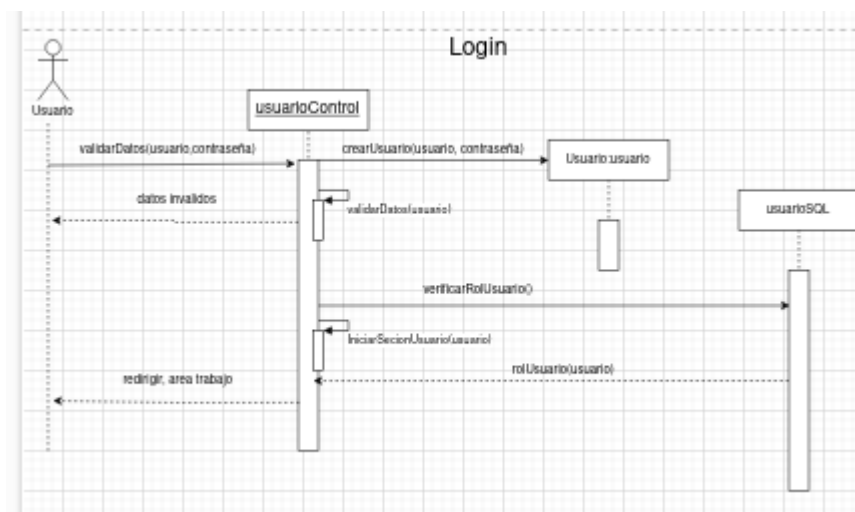 Login
Usuario
usuarioControl
validarDatos(usuario,contraseña)
crearUsuario(usuario, contraseña)
Usuario:usuario
datos invalidos
validarDatos(usuario)
usuarioSQL
verificarRolUsuario()
IniciarSecionUsuario(usuario)
rolUsuario(usuario)
redirigir, area trabajo